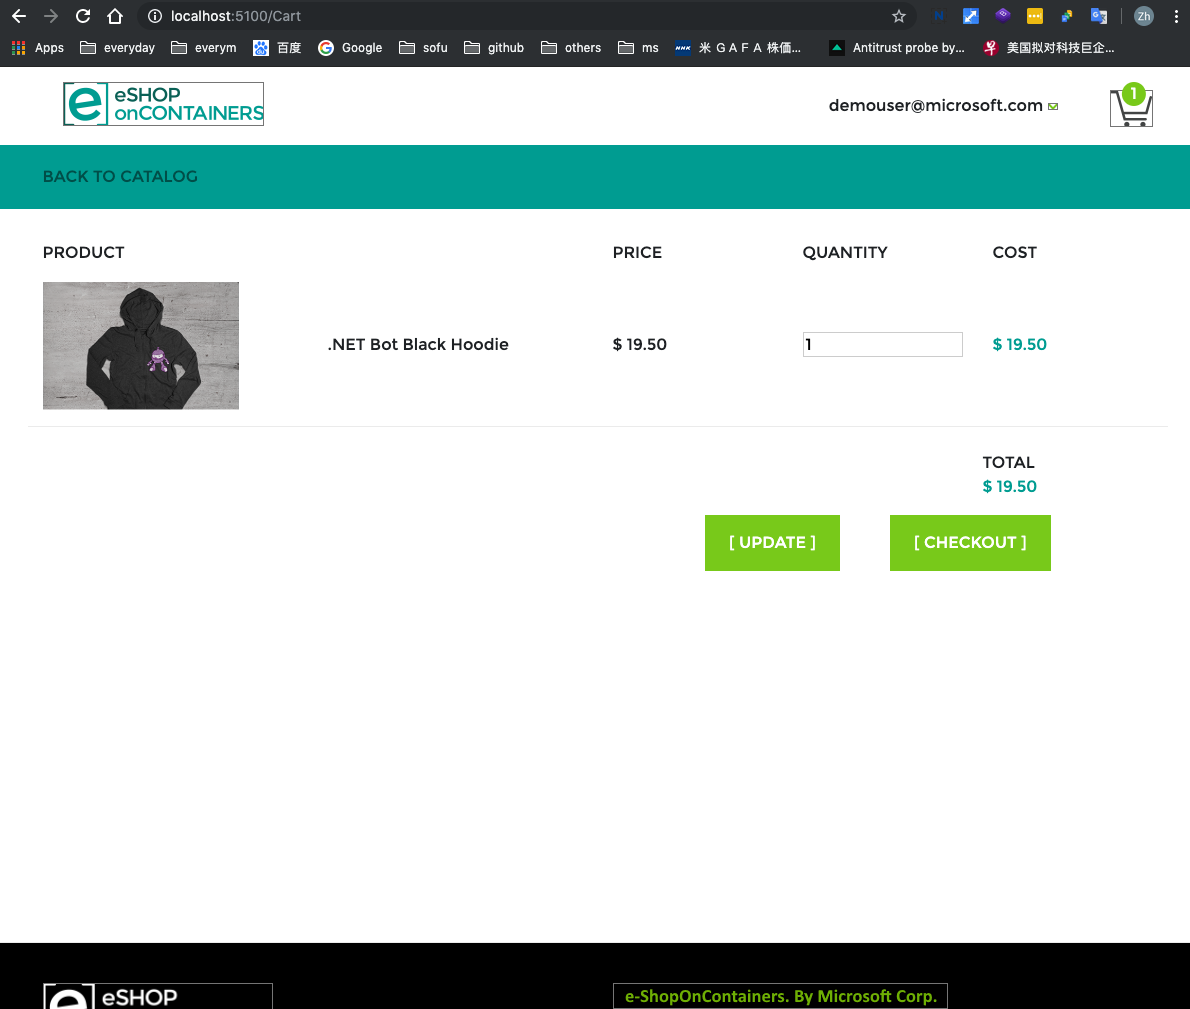 localhost:5100/Cart
Zh
Apps everyday everym 百度 Google sofu github others ms 米 ＧＡＦＡ 株価... Antitrust probe by... 美国拟对科技巨企...
eSHOP
onCONTAINERS
demouser@microsoft.com
1
BACK TO CATALOG
PRODUCT PRICE QUANTITY COST
.NET Bot Black Hoodie $ 19.50 1 $ 19.50
TOTAL
$ 19.50
[ UPDATE ] [ CHECKOUT ]
eSHOP
e-ShopOnContainers. By Microsoft Corp.